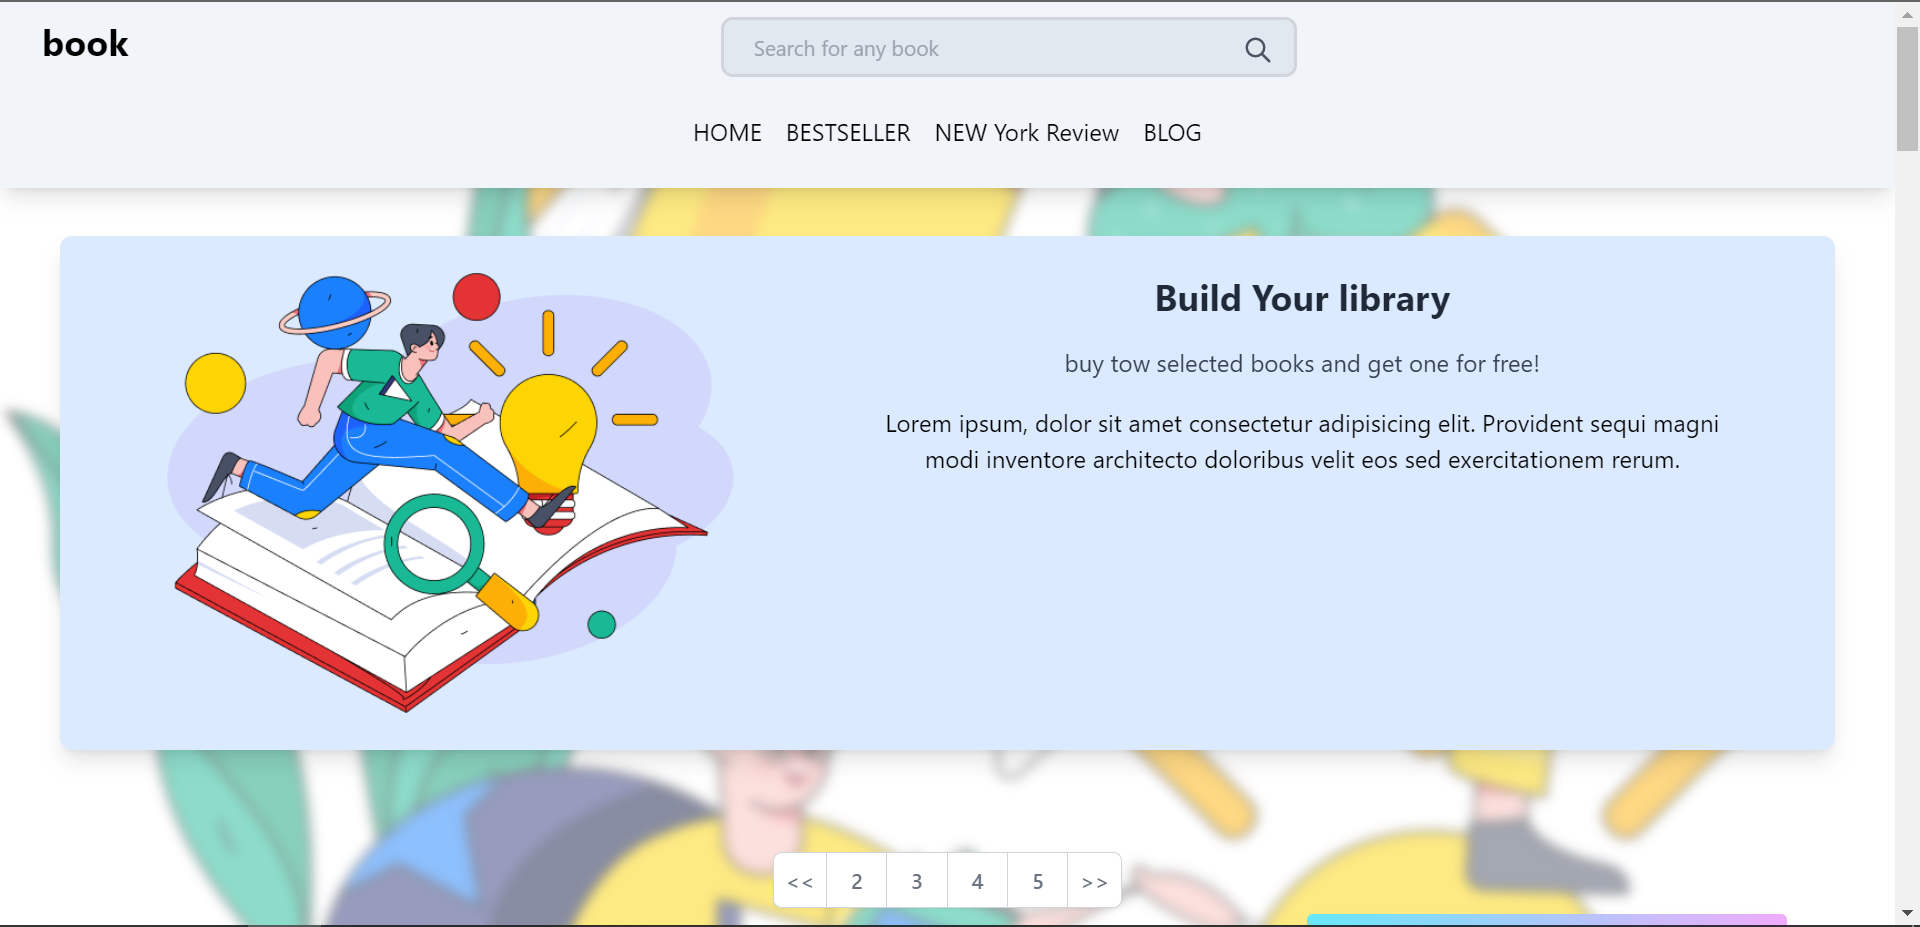 book
Search for any book
HOME BESTSELLER NEW York Review BLOG
Build Your library
buy tow selected books and get one for free!
Lorem ipsum, dolor sit amet consectetur adipisicing elit. Provident sequi magni
modi inventore architecto doloribus velit eos sed exercitationem rerum.
<< 2 3 4 5 >>